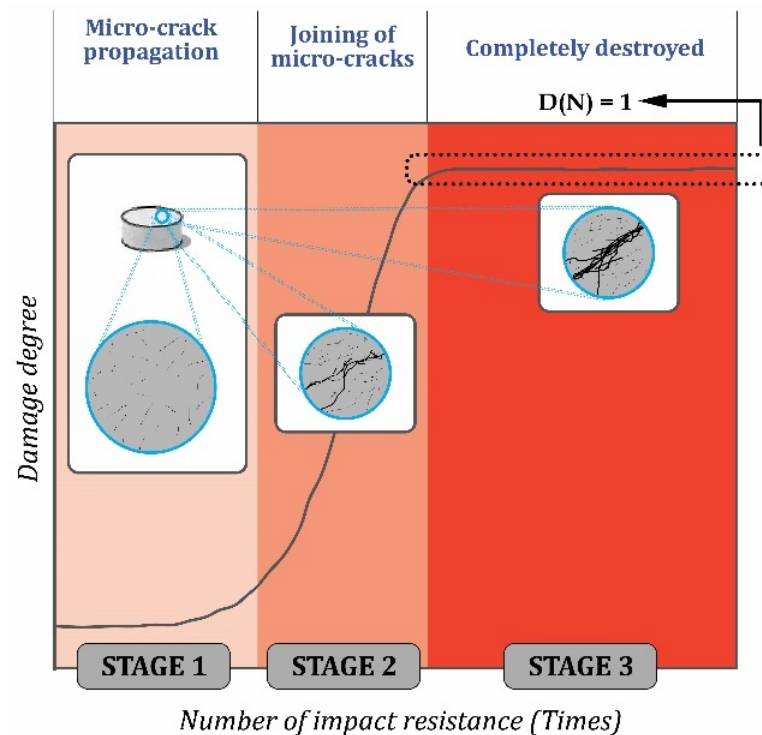 Micro-crack
propagation
Joining of
micro-cracks
Completely destroyed
D(N) = 1
Damage degree
STAGE 1
STAGE 2
STAGE 3
Number of impact resistance (Times)